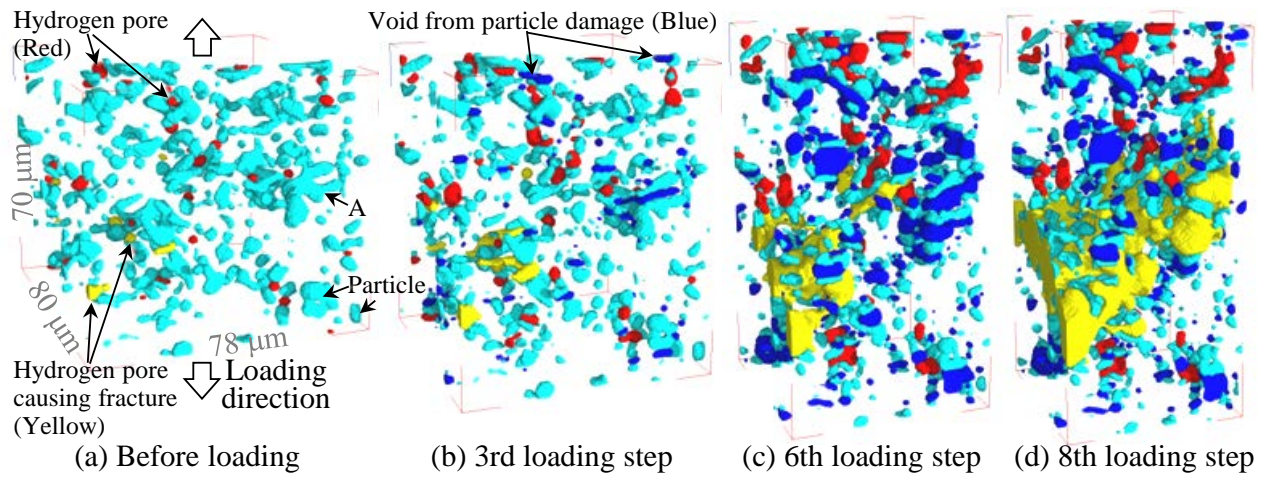 Hydrogen pore
(Red)
Void from particle damage (Blue)
A
70 μm
Particle
80 μm
78 μm
Hydrogen pore
causing fracture
(Yellow)
Loading
direction
(a) Before loading
(b) 3rd loading step
(c) 6th loading step
(d) 8th loading step